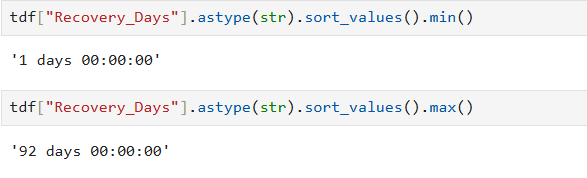 tdf["Recovery_Days"].astype(str).sort_values().min()
'1 days 00:00:00'
tdf["Recovery_Days"].astype(str).sort_values().max()
'92 days 00:00:00'